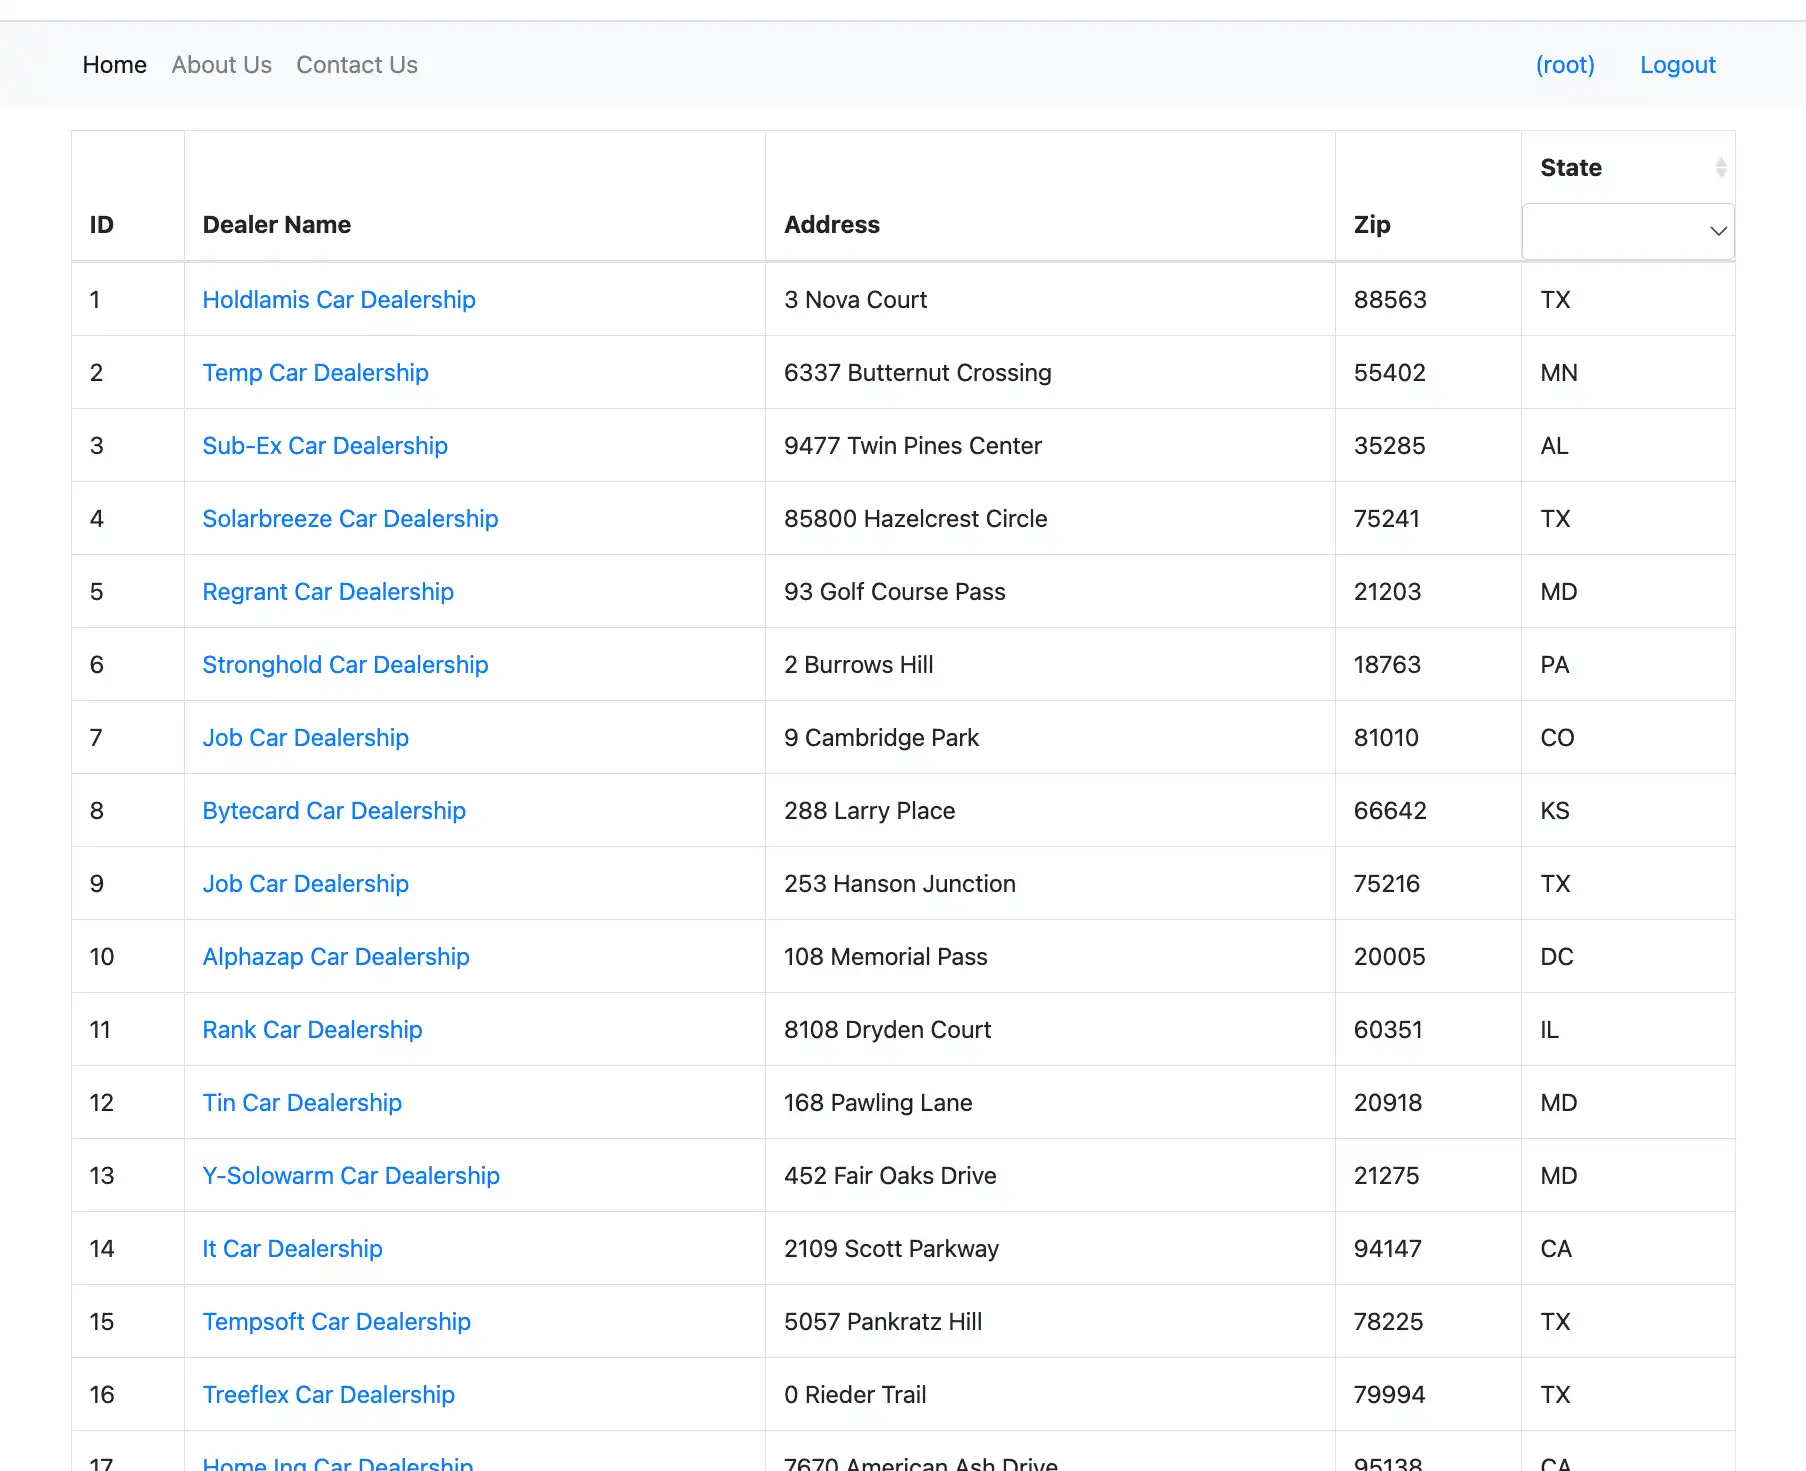 Home About Us Contact Us (root) Logout
ID Dealer Name Address Zip State
1 Holdlamis Car Dealership 3 Nova Court 88563 TX
2 Temp Car Dealership 6337 Butternut Crossing 55402 MN
3 Sub-Ex Car Dealership 9477 Twin Pines Center 35285 AL
4 Solarbreeze Car Dealership 85800 Hazelcrest Circle 75241 TX
5 Regrant Car Dealership 93 Golf Course Pass 21203 MD
6 Stronghold Car Dealership 2 Burrows Hill 18763 PA
7 Job Car Dealership 9 Cambridge Park 81010 CO
8 Bytecard Car Dealership 288 Larry Place 66642 KS
9 Job Car Dealership 253 Hanson Junction 75216 TX
10 Alphazap Car Dealership 108 Memorial Pass 20005 DC
11 Rank Car Dealership 8108 Dryden Court 60351 IL
12 Tin Car Dealership 168 Pawling Lane 20918 MD
13 Y-Solowarm Car Dealership 452 Fair Oaks Drive 21275 MD
14 It Car Dealership 2109 Scott Parkway 94147 CA
15 Tempsoft Car Dealership 5057 Pankratz Hill 78225 TX
16 Treeflex Car Dealership 0 Rieder Trail 79994 TX
17 Home Ing Car Dealership 7670 American Ash Drive 95138 CA